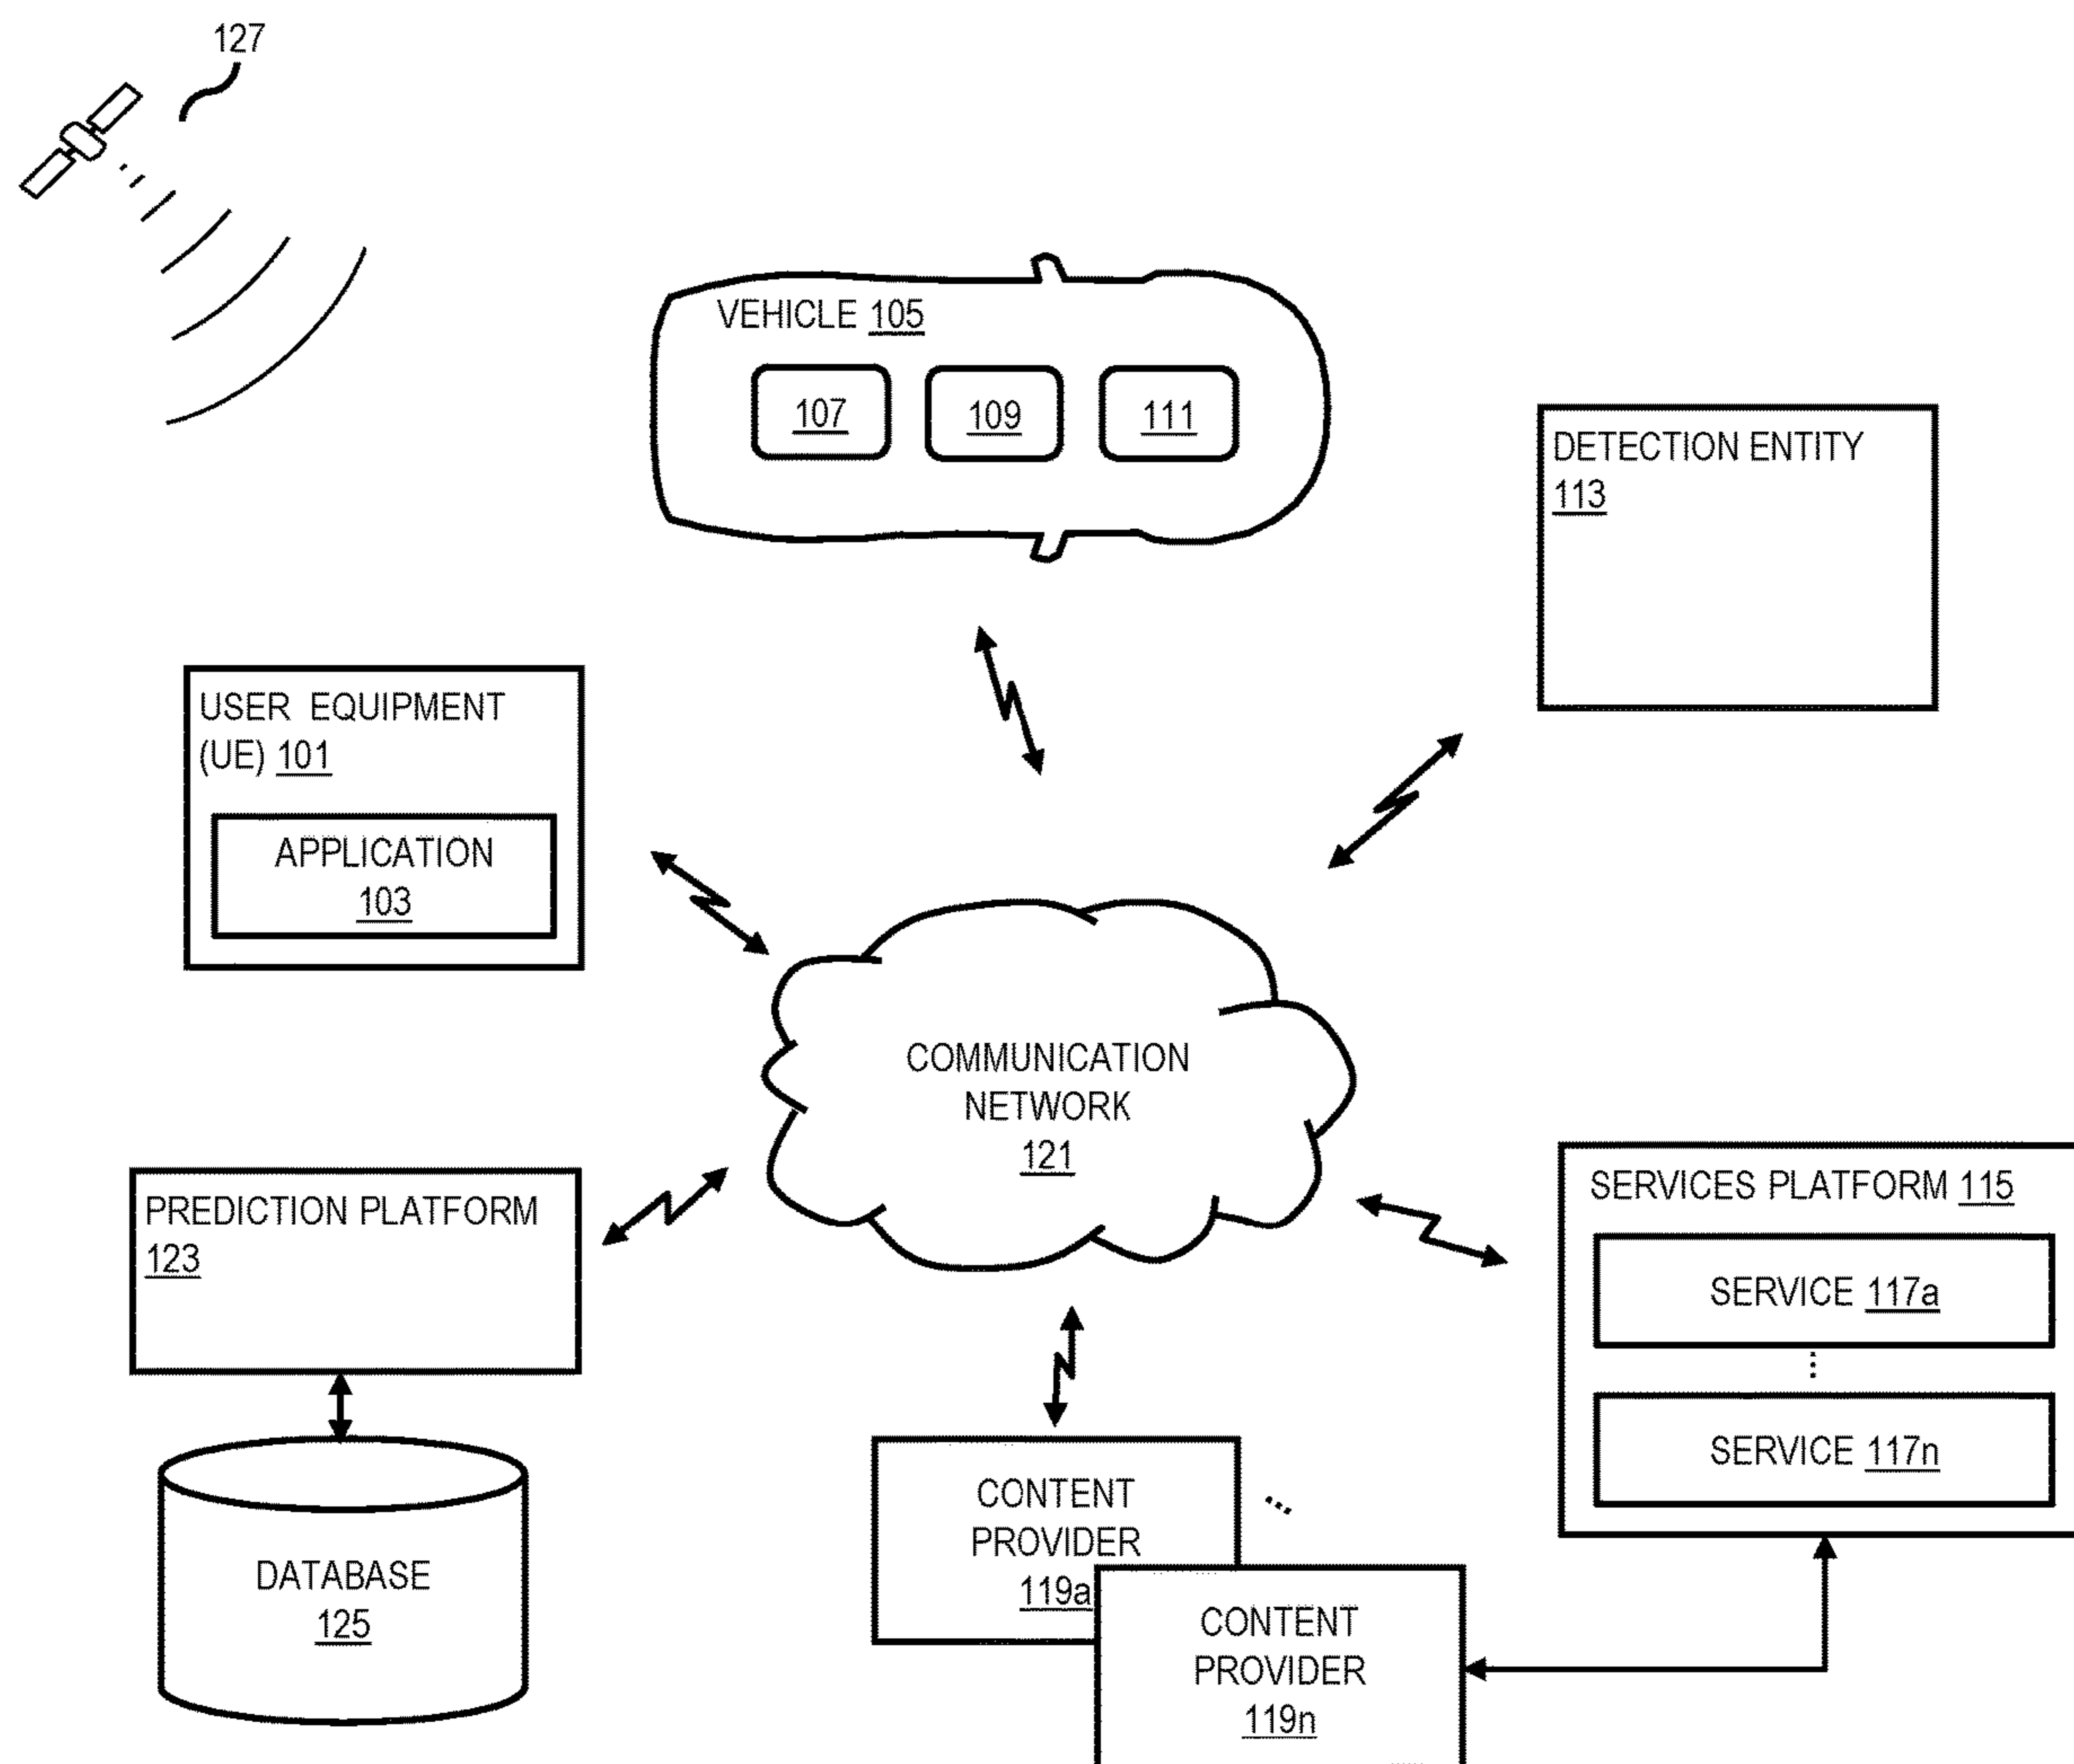 127
VEHICLE 105
107
109
111
DETECTION ENTITY
113
USER EQUIPMENT
(UE) 101
APPLICATION
103
COMMUNICATION
NETWORK
121
PREDICTION PLATFORM
123
SERVICES PLATFORM 115
SERVICE 117a
⋮
SERVICE 117n
DATABASE
125
CONTENT
PROVIDER
119a
...
CONTENT
PROVIDER
119n